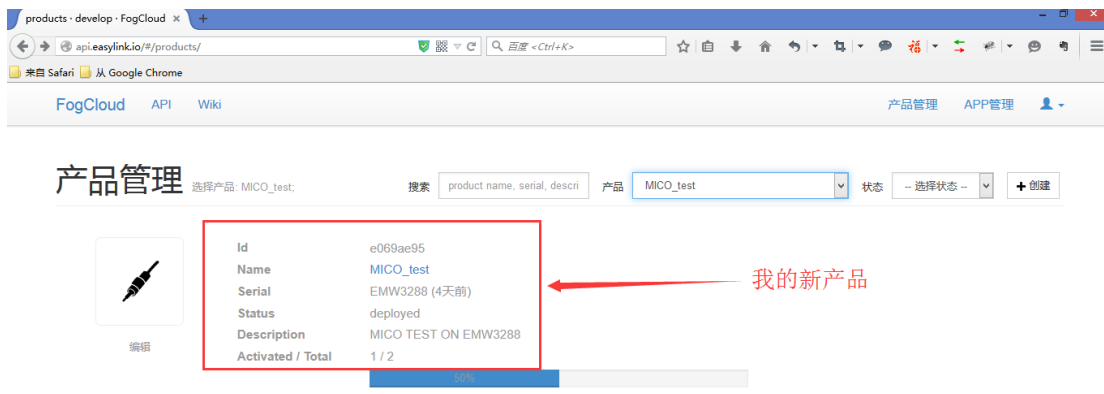 products · develop · FogCloud × +
api.easylink.io/#/products/ 百度 <Ctrl+K>
来自 Safari 从 Google Chrome
FogCloud API Wiki 产品管理 APP管理
产品管理 选择产品: MICO_test; 搜索 product name, serial, descri 产品 MICO_test 状态 -- 选择状态 -- + 创建
Id e069ae95
Name MICO_test
Serial EMW3288 (4天前)
Status deployed
Description MICO TEST ON EMW3288
Activated / Total 1 / 2
50%
编辑
我的新产品